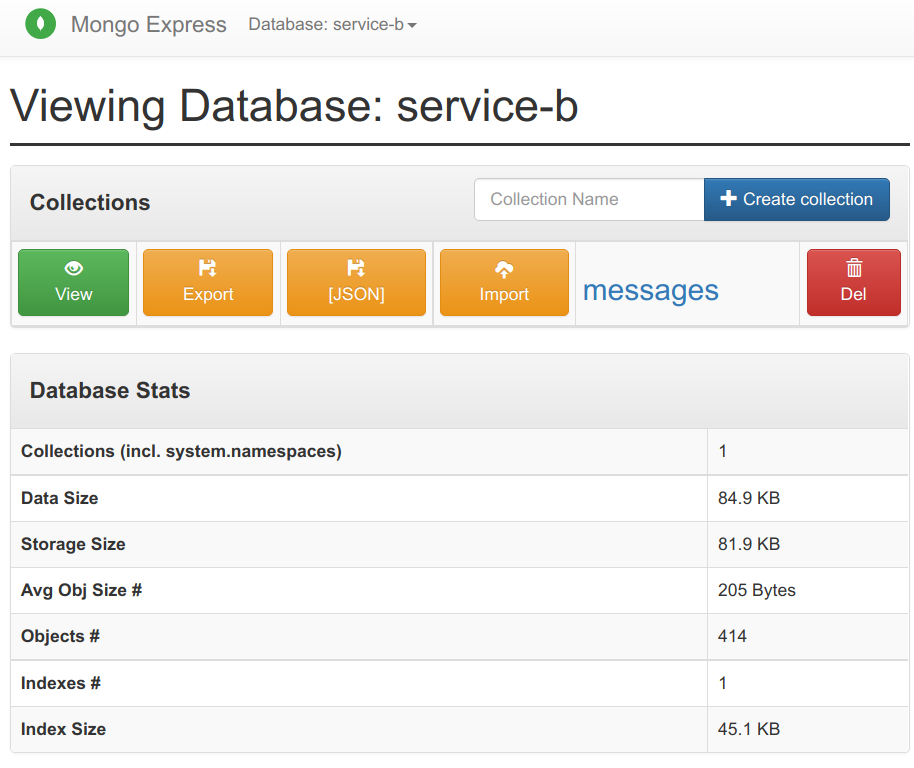 Mongo Express Database: service-b
Viewing Database: service-b
Collections Collection Name Create collection
View Export [JSON] Import messages Del
Database Stats
Collections (incl. system.namespaces) 1
Data Size 84.9 KB
Storage Size 81.9 KB
Avg Obj Size # 205 Bytes
Objects # 414
Indexes # 1
Index Size 45.1 KB